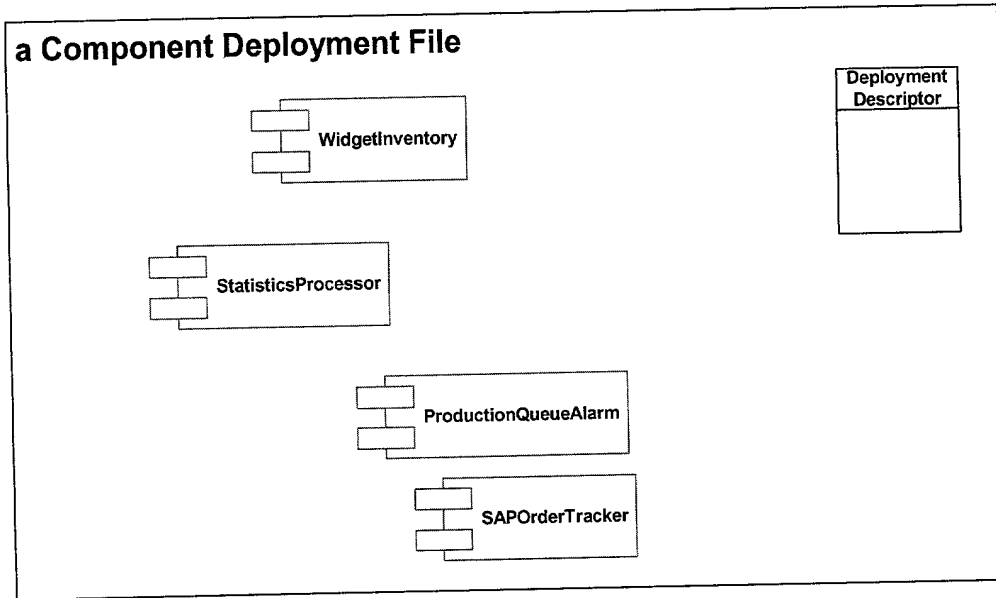 a Component Deployment File
Deployment
Descriptor
WidgetInventory
StatisticsProcessor
ProductionQueueAlarm
SAPOrderTracker